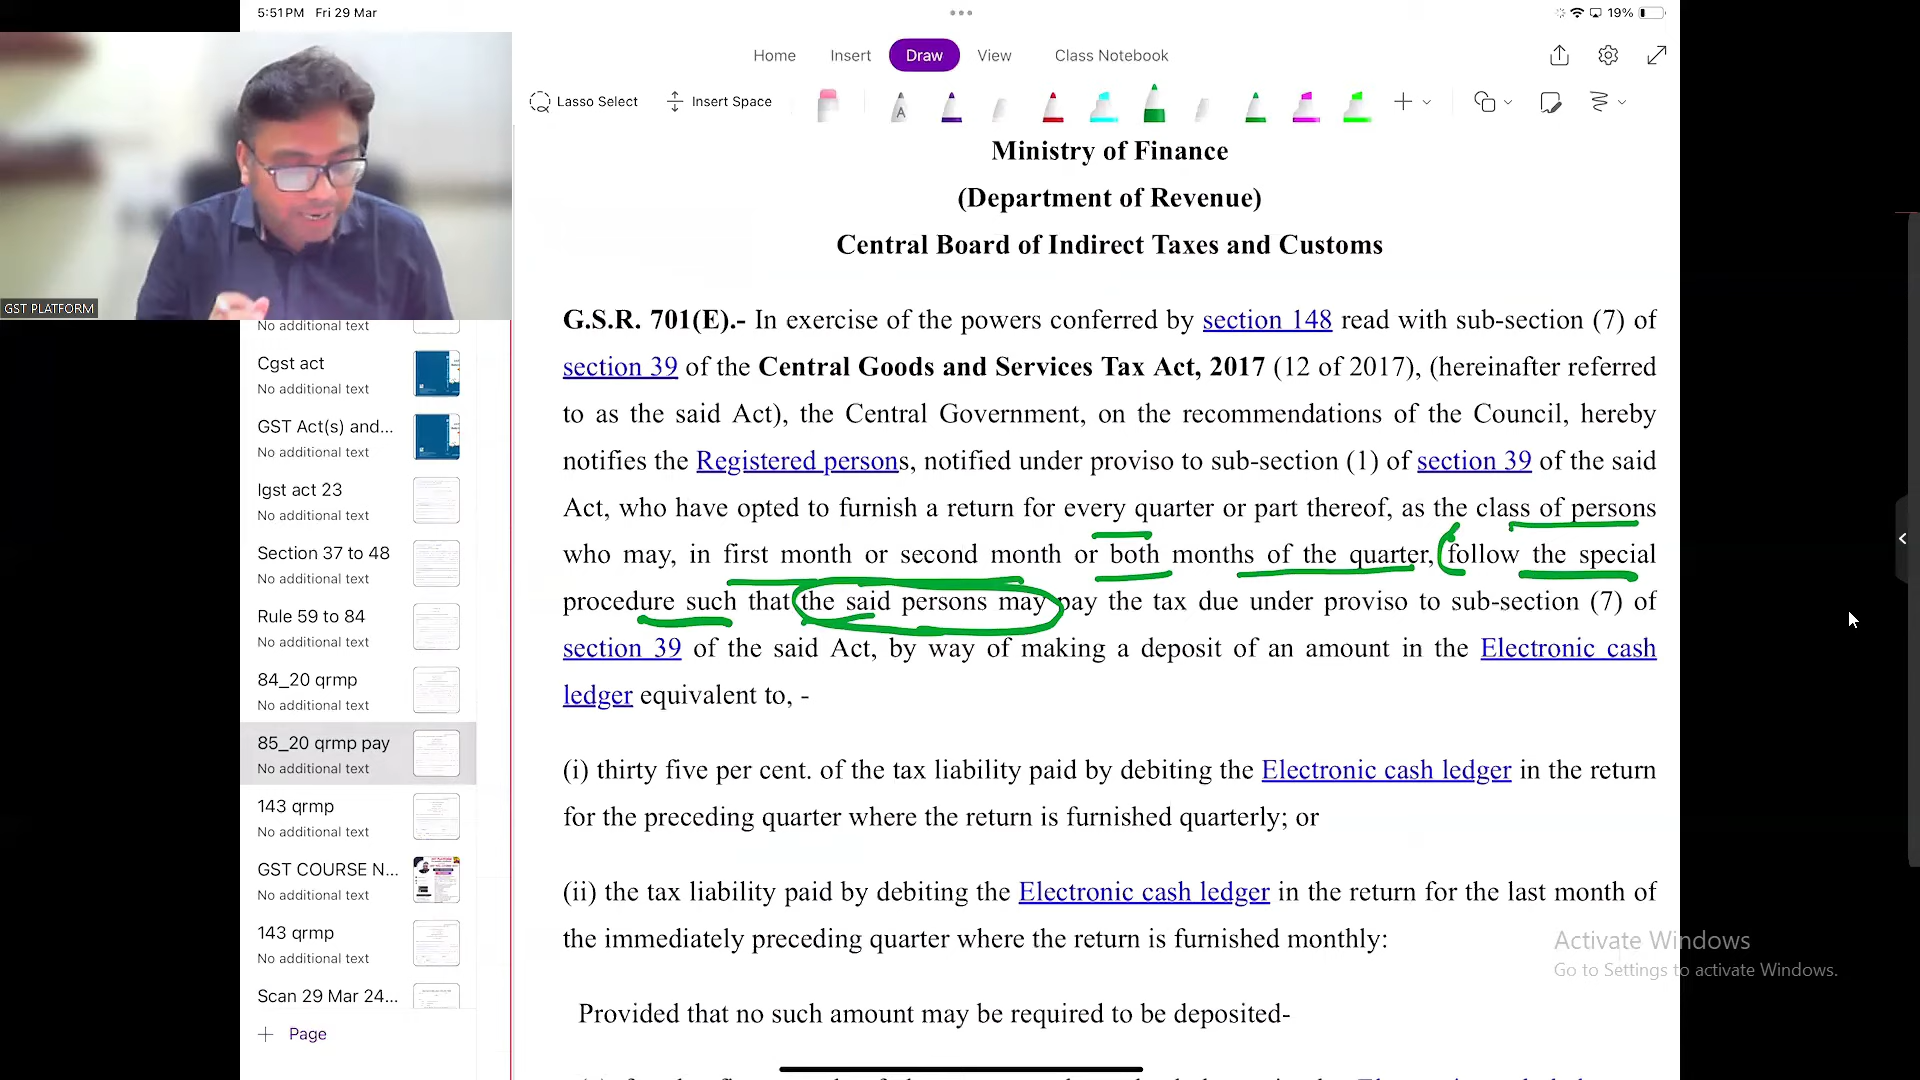 5:51PM Fri 29 Mar
19%
Home Insert Draw View Class Notebook
Lasso Select Insert Space
A
GST PLATFORM
No additional text
Cgst act
No additional text
GST Act(s) and...
No additional text
Igst act 23
No additional text
Section 37 to 48
No additional text
Rule 59 to 84
No additional text
84_20 qrmp
No additional text
85_20 qrmp pay
No additional text
143 qrmp
No additional text
GST COURSE N...
No additional text
143 qrmp
No additional text
Scan 29 Mar 24...
Page
Ministry of Finance
(Department of Revenue)
Central Board of Indirect Taxes and Customs
G.S.R. 701(E).- In exercise of the powers conferred by section 148 read with sub-section (7) of
section 39 of the Central Goods and Services Tax Act, 2017 (12 of 2017), (hereinafter referred
to as the said Act), the Central Government, on the recommendations of the Council, hereby
notifies the Registered persons, notified under proviso to sub-section (1) of section 39 of the said
Act, who have opted to furnish a return for every quarter or part thereof, as the class of persons
who may, in first month or second month or both months of the quarter, follow the special
procedure such that the said persons may pay the tax due under proviso to sub-section (7) of
section 39 of the said Act, by way of making a deposit of an amount in the Electronic cash
ledger equivalent to, -
(i) thirty five per cent. of the tax liability paid by debiting the Electronic cash ledger in the return
for the preceding quarter where the return is furnished quarterly; or
(ii) the tax liability paid by debiting the Electronic cash ledger in the return for the last month of
the immediately preceding quarter where the return is furnished monthly:
Provided that no such amount may be required to be deposited-
Activate Windows
Go to Settings to activate Windows.